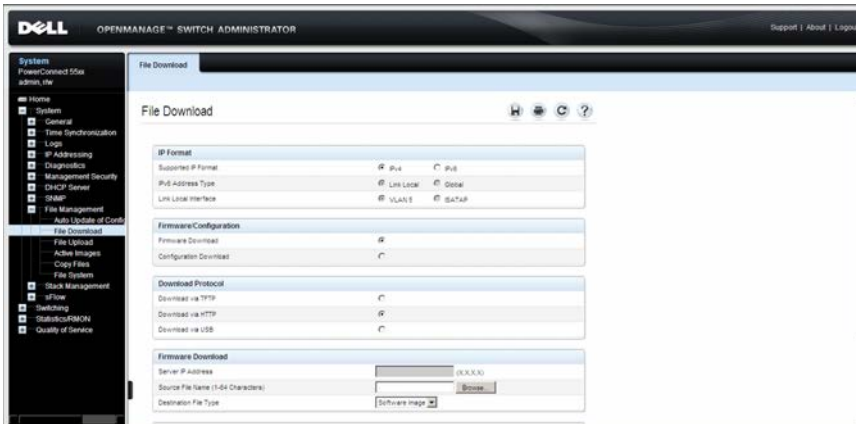 DELL OPENMANAGE™ SWITCH ADMINISTRATOR Support | About | Logou
System
PowerConnect 55xx
admin, r/w
Home
System
General
Time Synchronization
Logs
IP Addressing
Diagnostics
Management Security
DHCP Server
SNMP
File Management
Auto Update of Config
File Download
File Upload
Active Images
Copy Files
File System
Stack Management
sFlow
Switching
Statistics/RMON
Quality of Service
File Download
File Download
IP Format
Supported IP Format IPv4 IPv6
IPv6 Address Type Link Local Global
Link Local Interface VLAN 5 ISATAP
Firmware/Configuration
Firmware Download
Configuration Download
Download Protocol
Download via TFTP
Download via HTTP
Download via USB
Firmware Download
Server IP Address (X.X.X.X)
Source File Name (1-64 Characters) Browse...
Destination File Type Software Image